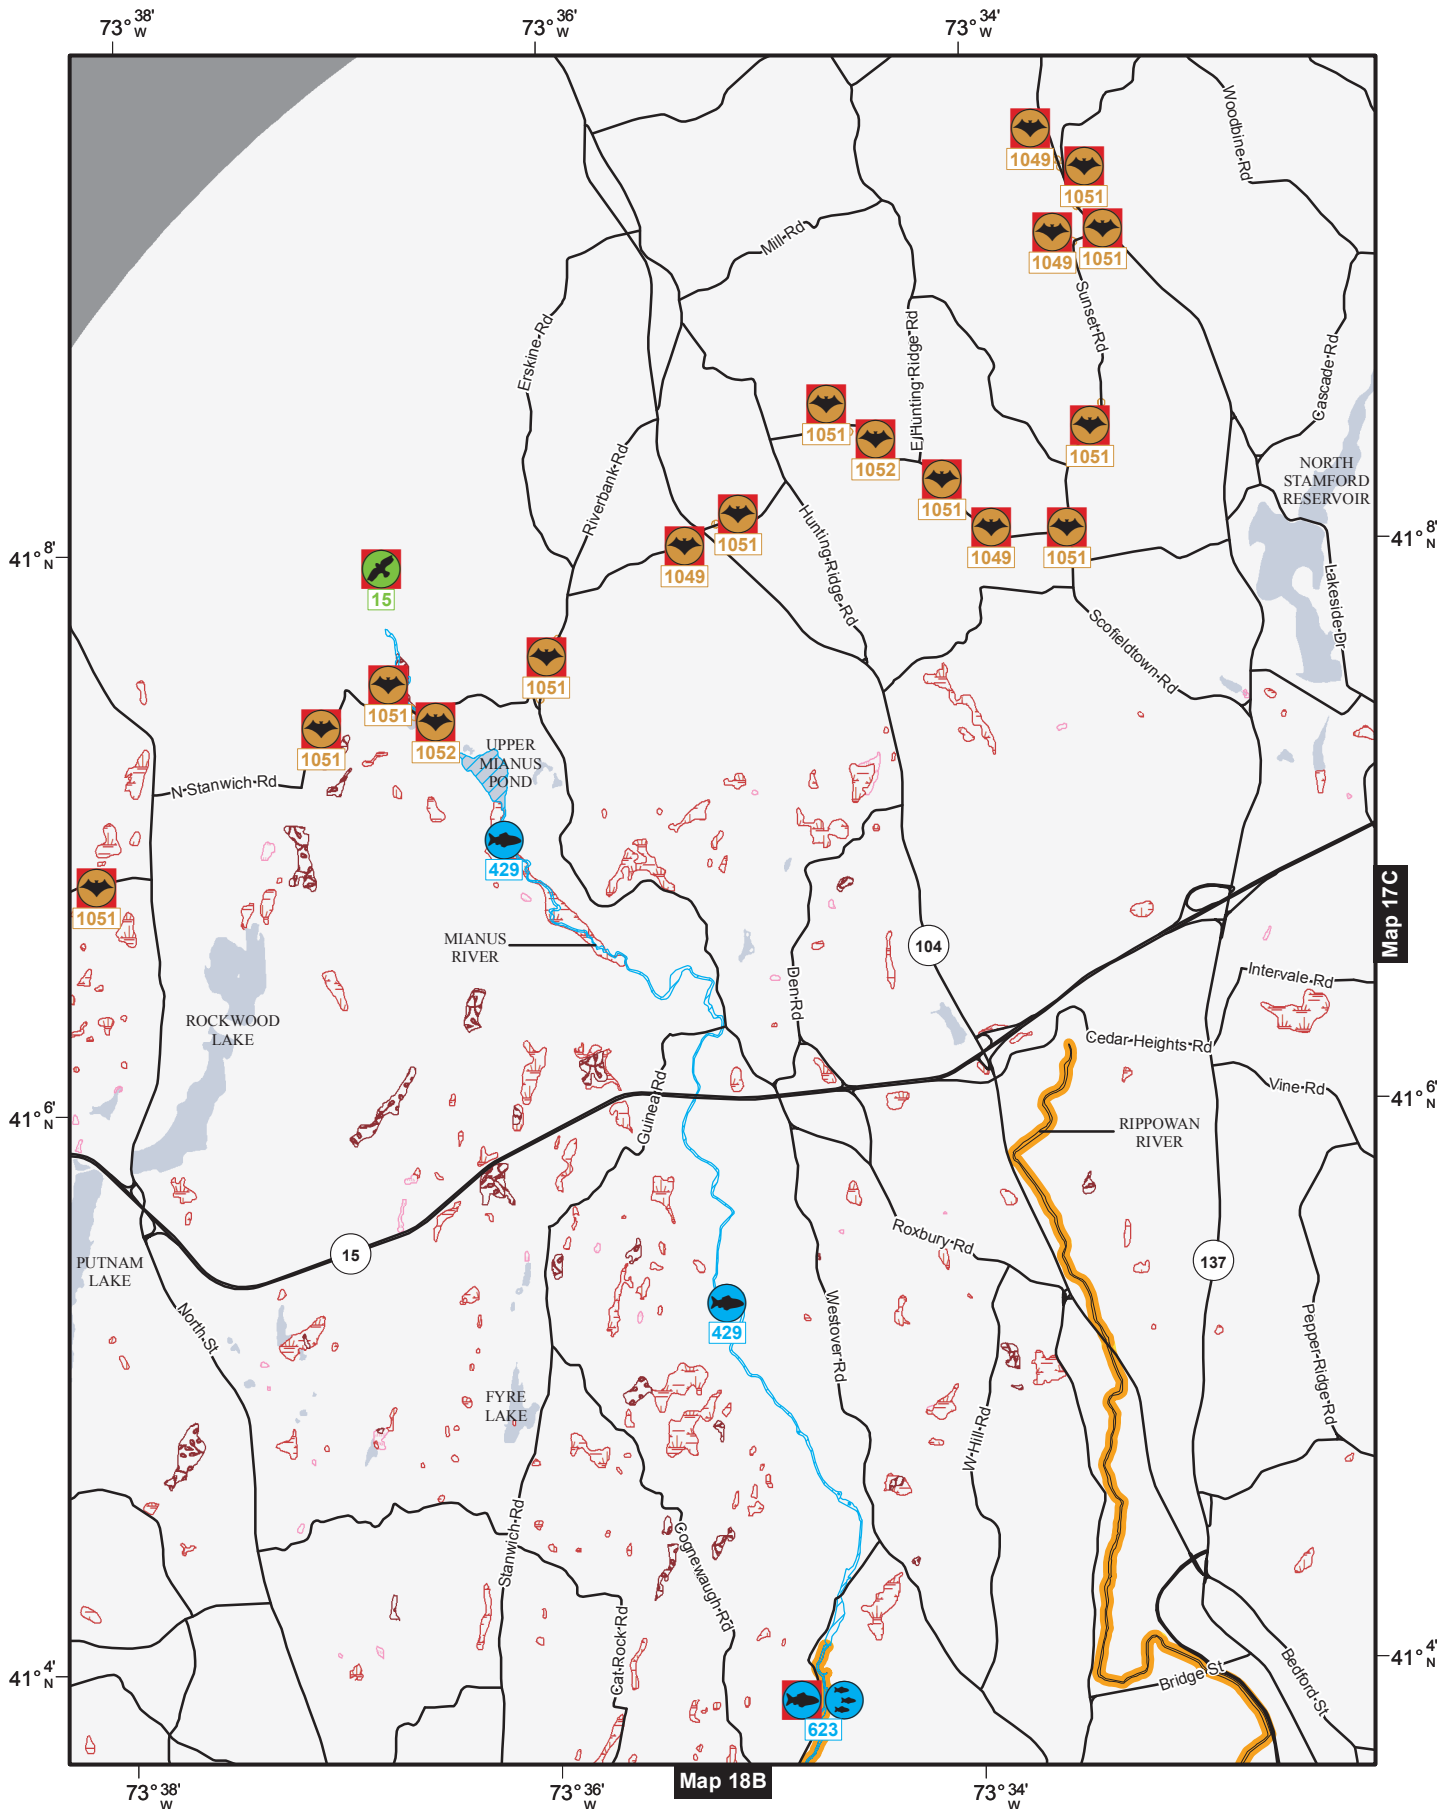 73° 38' W
73° 36' W
73° 34' W
Woodbine Rd
1049
1051
Mill Rd
1049
1051
Sunset Rd
Erskine Rd
E Hunting Ridge Rd
Cascade Rd
1051
1052
1051
Riverbank Rd
1051
NORTH
STAMFORD
RESERVOIR
Hunting Ridge Rd
1051
1049
1049
1051
41° 8' N
41° 8' N
15
Lakeside Dr
Scofieldtown Rd
1051
1051
1051
1052
UPPER
MIANUS
POND
N Stanwich Rd
429
1051
Map 17C
MIANUS
RIVER
104
Den Rd
Intervale Rd
ROCKWOOD
LAKE
Cedar Heights Rd
Guinea Rd
Vine Rd
41° 6' N
41° 6' N
RIPPOWAN
RIVER
Roxbury Rd
15
137
PUTNAM
LAKE
North St
429
Westover Rd
Pepper Ridge Rd
FYRE
LAKE
W Hill Rd
Stanwich Rd
Cognewaugh Rd
Cat Rock Rd
41° 4' N
41° 4' N
Bridge St
Bedford St
623
73° 38' W
73° 36' W
Map 18B
73° 34' W